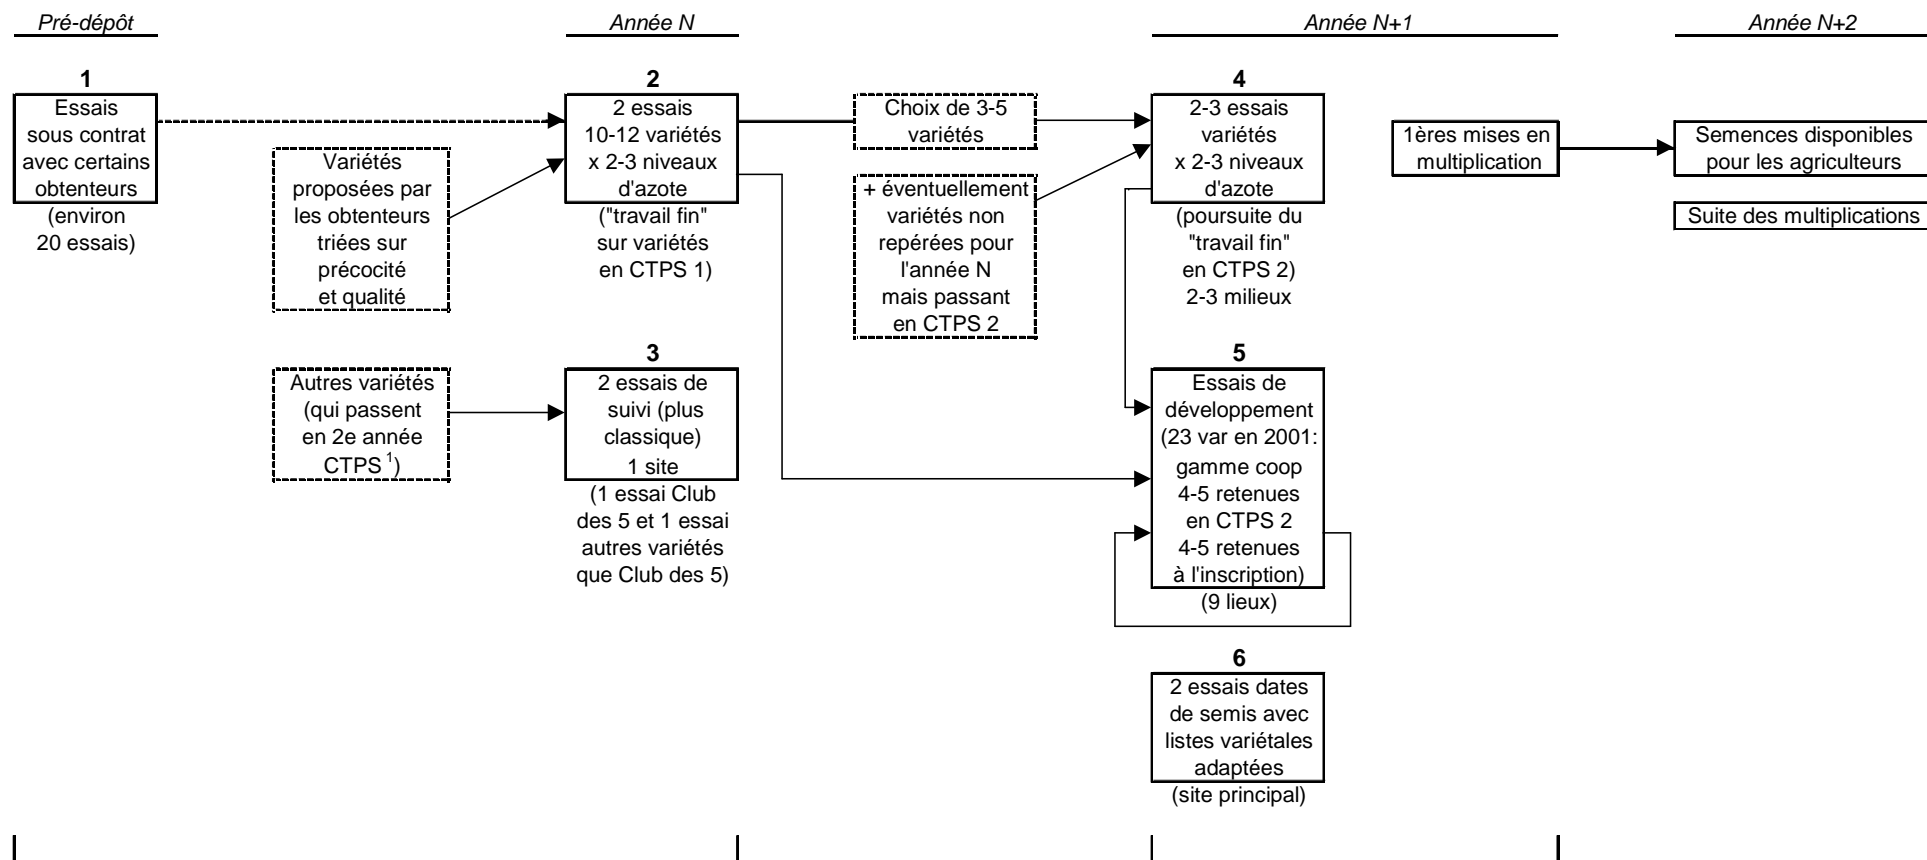 Pré-dépôt
Année N
Année N+1
Année N+2
1
Essais
sous contrat
avec certains
obtenteurs
(environ
20 essais)
Variétés
proposées par
les obtenteurs
triées sur
précocité
et qualité
2
2 essais
10-12 variétés
x 2-3 niveaux
d'azote
("travail fin"
sur variétés
en CTPS 1)
Choix de 3-5
variétés
+ éventuellement
variétés non
repérées pour
l'année N
mais passant
en CTPS 2
4
2-3 essais
variétés
x 2-3 niveaux
d'azote
(poursuite du
"travail fin"
en CTPS 2)
2-3 milieux
1ères mises en
multiplication
Semences disponibles
pour les agriculteurs
Suite des multiplications
Autres variétés
(qui passent
en 2e année
CTPS ¹)
3
2 essais de
suivi (plus
classique)
1 site
(1 essai Club
des 5 et 1 essai
autres variétés
que Club des 5)
5
Essais de
développement
(23 var en 2001:
gamme coop
4-5 retenues
en CTPS 2
4-5 retenues
à l'inscription)
(9 lieux)
6
2 essais dates
de semis avec
listes variétales
adaptées
(site principal)